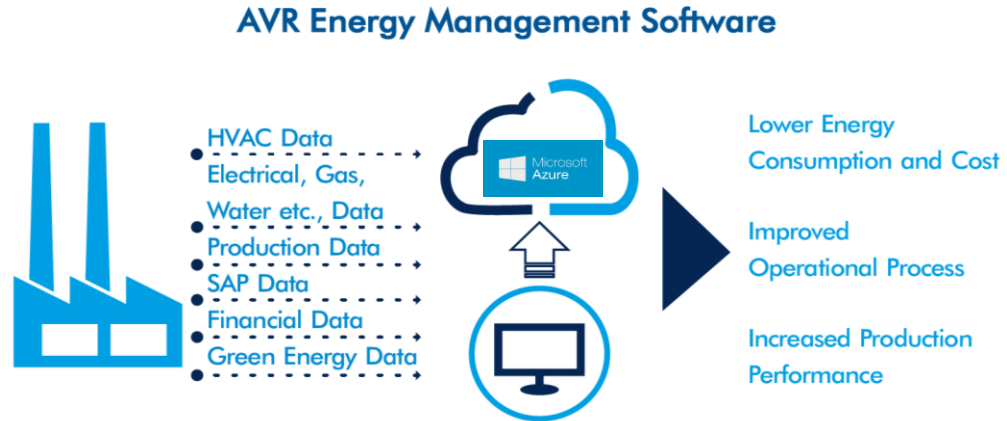 AVR Energy Management Software
HVAC Data
Electrical, Gas,
Water etc., Data
Production Data
SAP Data
Financial Data
Green Energy Data
Microsoft
Azure
Lower Energy
Consumption and Cost
Improved
Operational Process
Increased Production
Performance